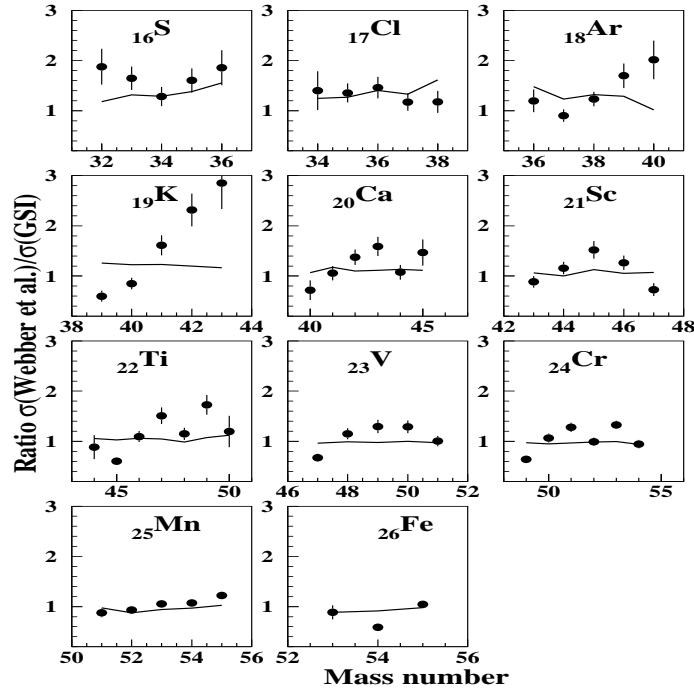 Ratio σ(Webber et al.)/σ(GSI)
3
2
1
16S
32 34 36
17Cl
34 36 38
3
2
1
18Ar
36 38 40
3
2
1
19K
38 40 42 44
3
2
1
20Ca
40 42 44 46
3
2
1
21Sc
42 44 46 48
3
2
1
22Ti
45 50
3
2
1
23V
46 48 50 52
3
2
1
24Cr
50 55
3
2
1
25Mn
50 52 54 56
3
2
1
26Fe
52 54 56
Mass number